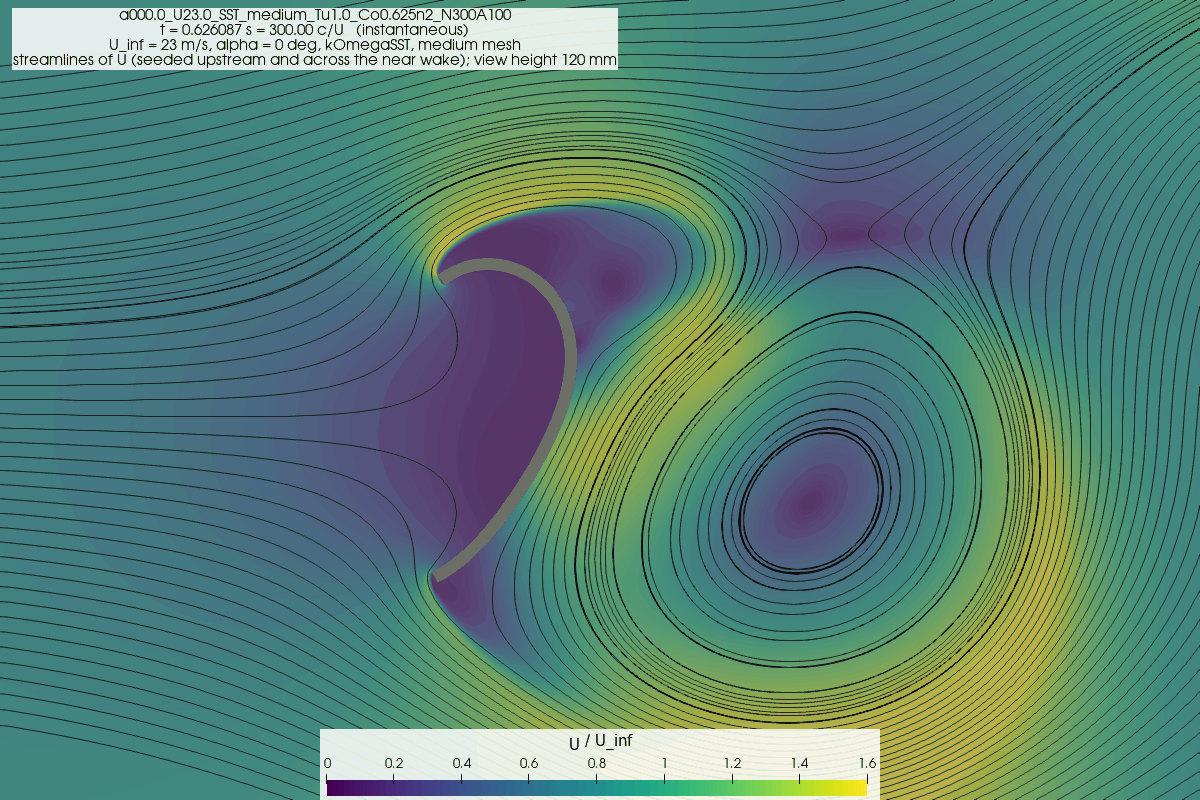 a000.0_U23.0_SST_medium_Tu1.0_Co0.625n2_N300A100
t = 0.626087 s = 300.00 c/U (instantaneous)
U_inf = 23 m/s, alpha = 0 deg, kOmegaSST, medium mesh
streamlines of U (seeded upstream and across the near wake); view height 120 mm
U / U_inf
0 0.2 0.4 0.6 0.8 1 1.2 1.4 1.6